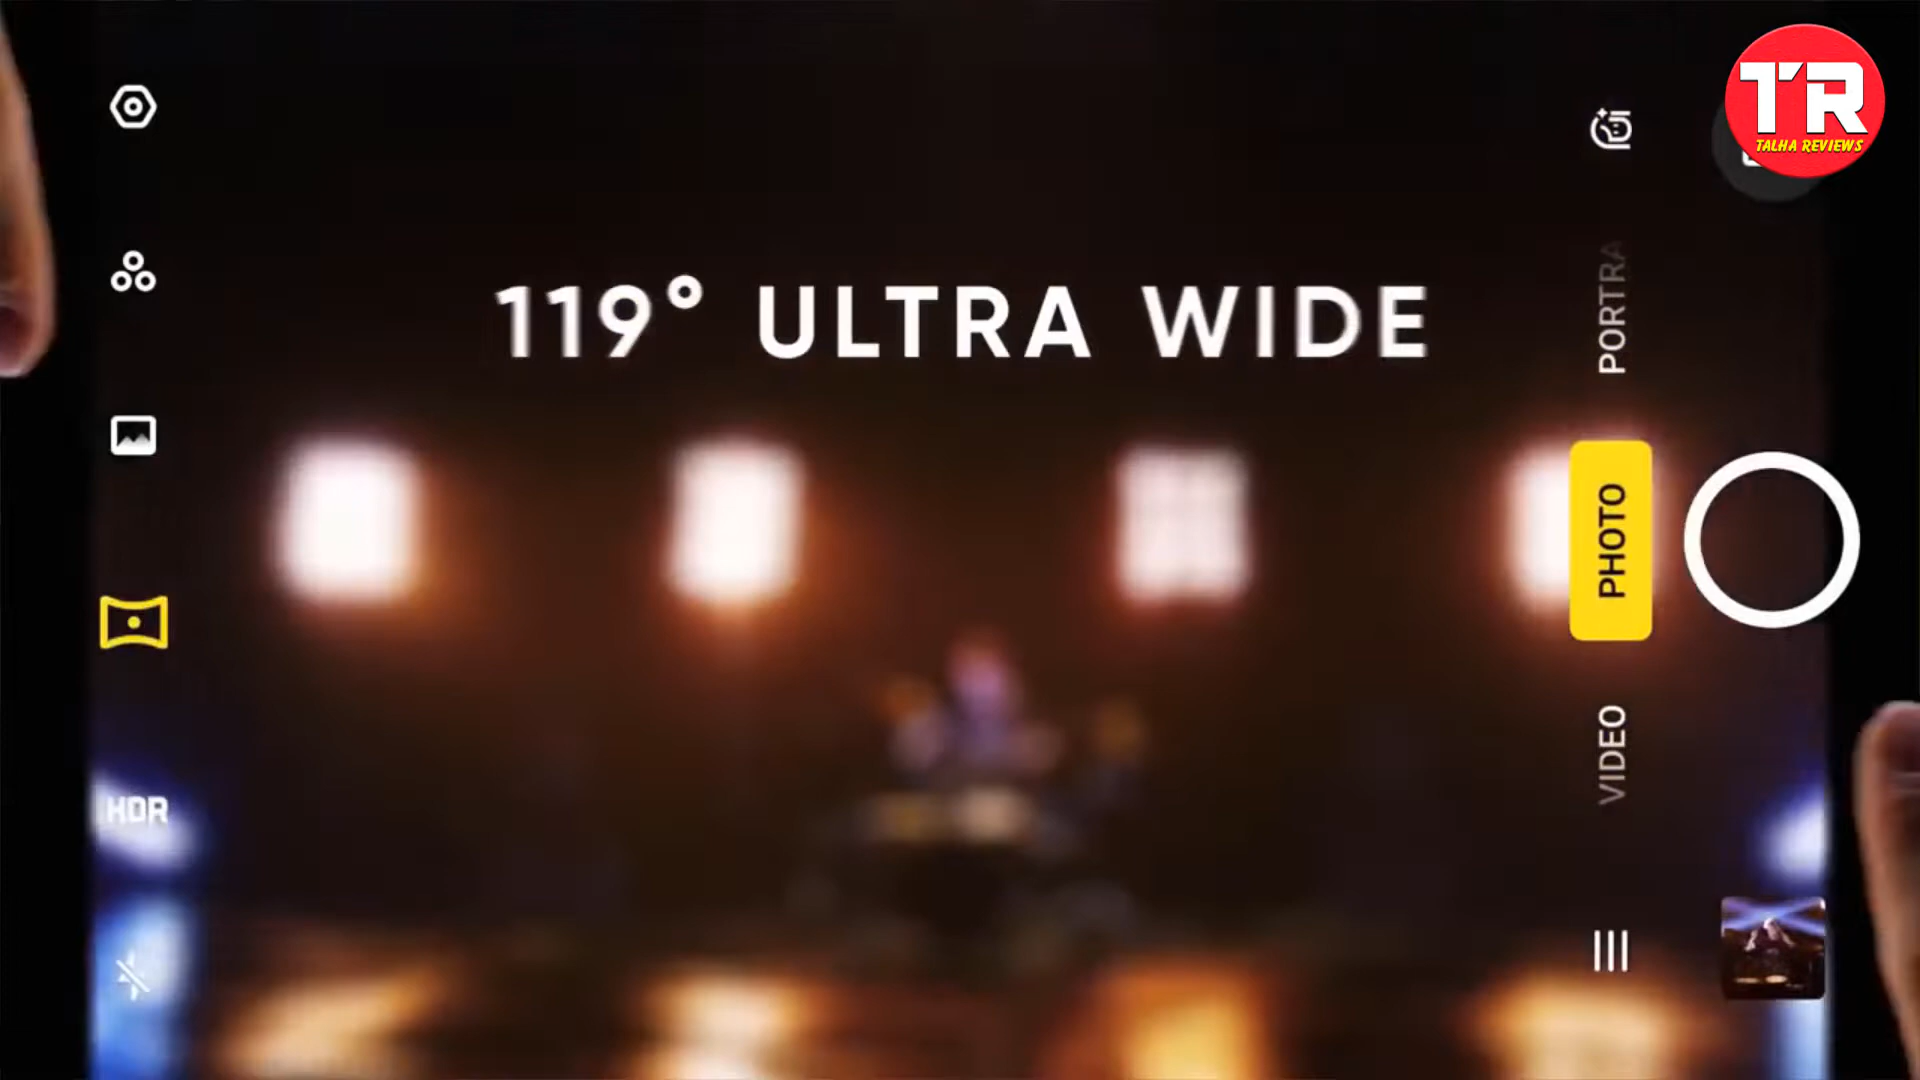 TR
TALHA REVIEWS
119° ULTRA WIDE
PORTRA
PHOTO
VIDEO
HDR